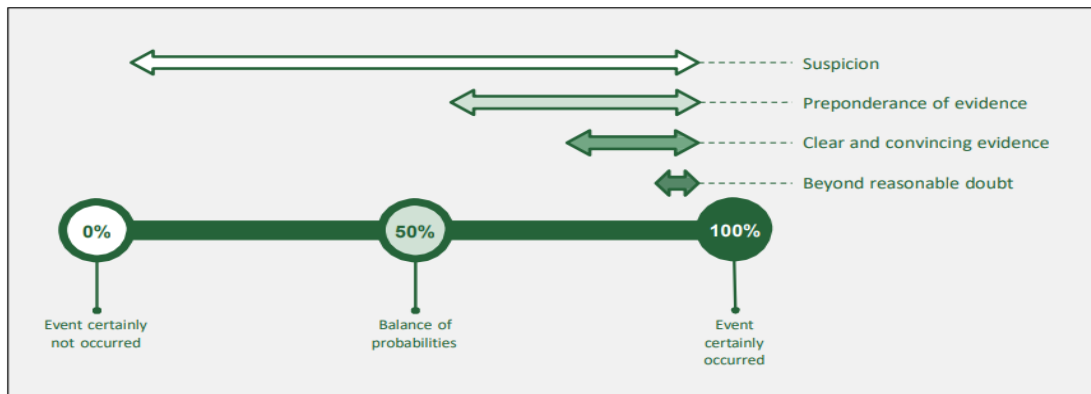 Suspicion
Preponderance of evidence
Clear and convincing evidence
Beyond reasonable doubt
0%
50%
100%
Event certainly
not occurred
Balance of
probabilities
Event
certainly
occurred